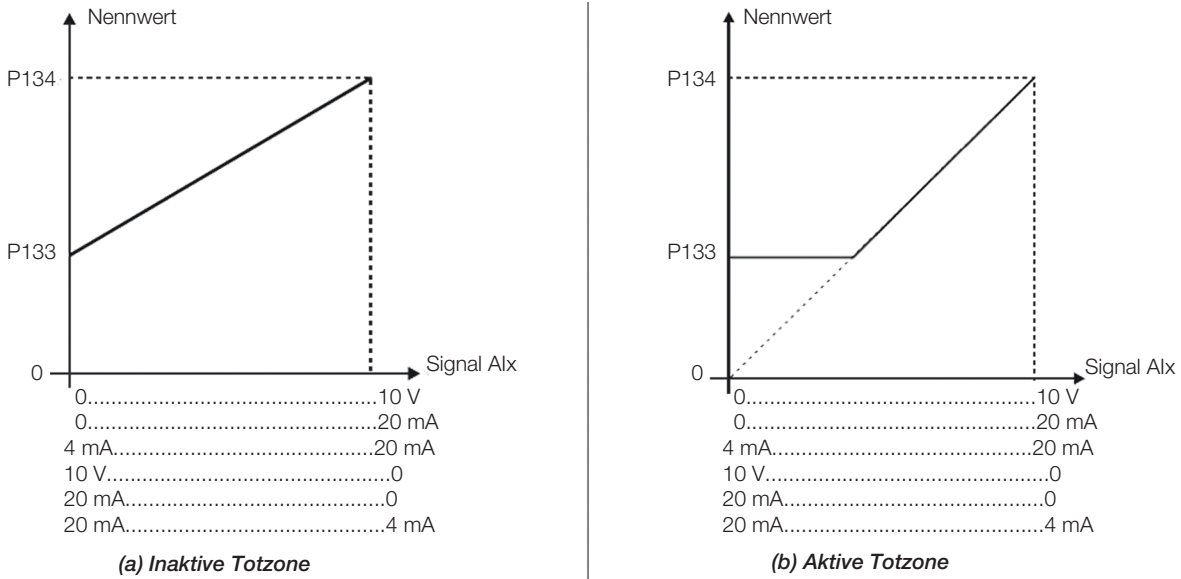 Nennwert
P134
P133
0
Signal AIx
0..........................................10 V
0..........................................20 mA
4 mA......................................20 mA
10 V.........................................0
20 mA......................................0
20 mA......................................4 mA
(a) Inaktive Totzone
Nennwert
P134
P133
0
Signal AIx
0..........................................10 V
0..........................................20 mA
4 mA......................................20 mA
10 V.........................................0
20 mA......................................0
20 mA......................................4 mA
(b) Aktive Totzone